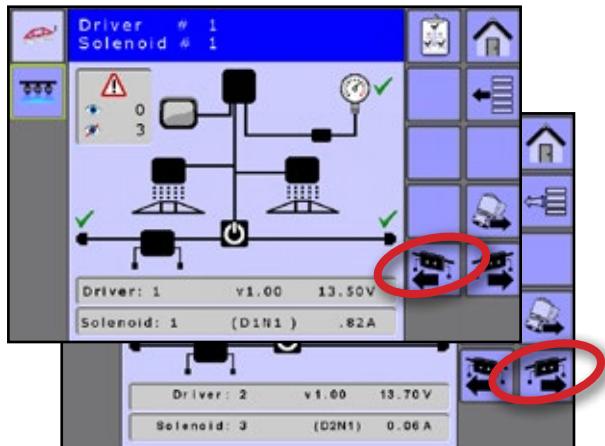 Driver # 1
Solenoid # 1
0
3
Driver: 1 v1.00 13.50V
Solenoid: 1 (D1N1 ) .82A
Driver: 2 v1.00 13.70V
Solenoid: 3 (D2N1) 0.06A